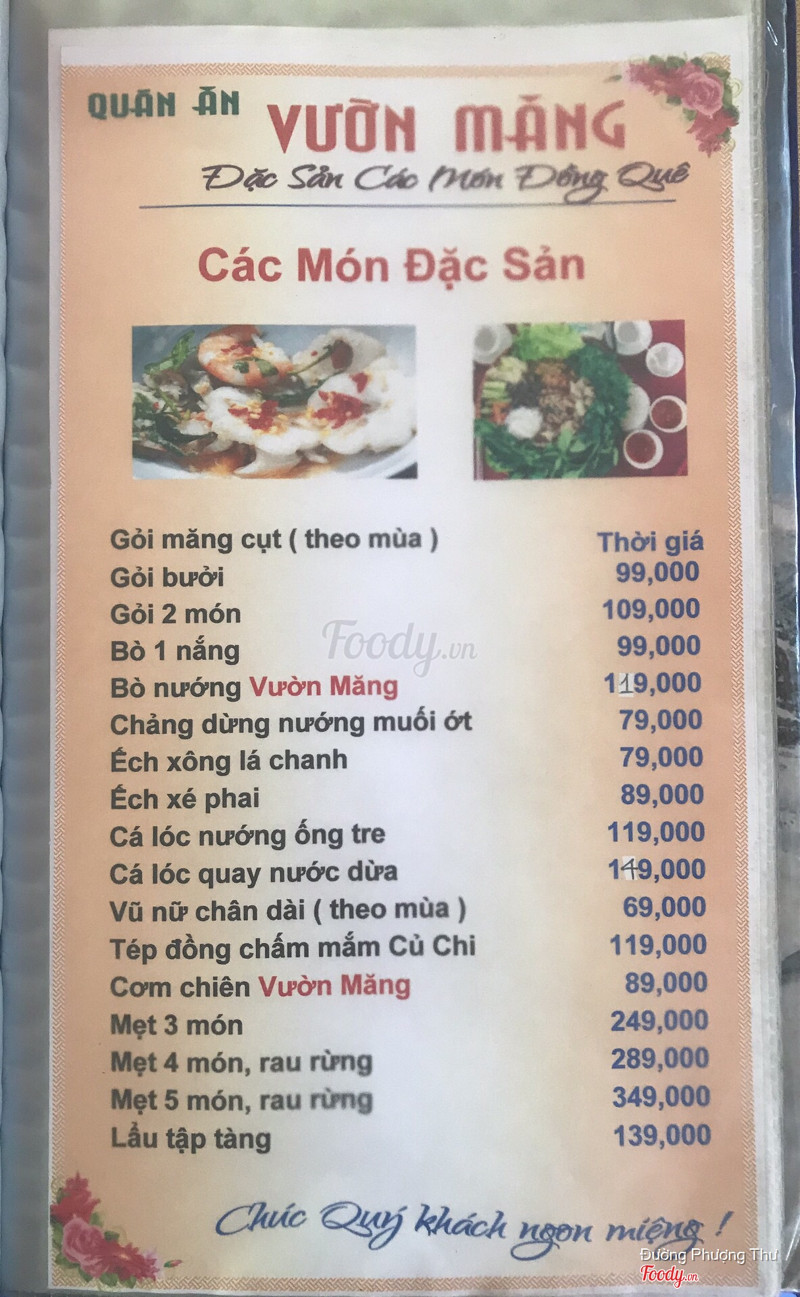 QUÁN ĂN
VƯỜN MĂNG
Đặc Sản Các Món Đồng Quê
Các Món Đặc Sản
Gỏi măng cụt ( theo mùa ) Thời giá
Gỏi bưởi 99,000
Gỏi 2 món 109,000
Bò 1 nắng 99,000
Bò nướng Vườn Măng 119,000
Chảng dừng nướng muối ớt 79,000
Ếch xông lá chanh 79,000
Ếch xé phai 89,000
Cá lóc nướng ống tre 119,000
Cá lóc quay nước dừa 149,000
Vũ nữ chân dài ( theo mùa ) 69,000
Tép đồng chấm mắm Củ Chi 119,000
Cơm chiên Vườn Măng 89,000
Mẹt 3 món 249,000
Mẹt 4 món, rau rừng 289,000
Mẹt 5 món, rau rừng 349,000
Lẩu tập tàng 139,000
Chúc Quý khách ngon miệng !
Foody.vn
Đường Phượng Thư
Foody.vn